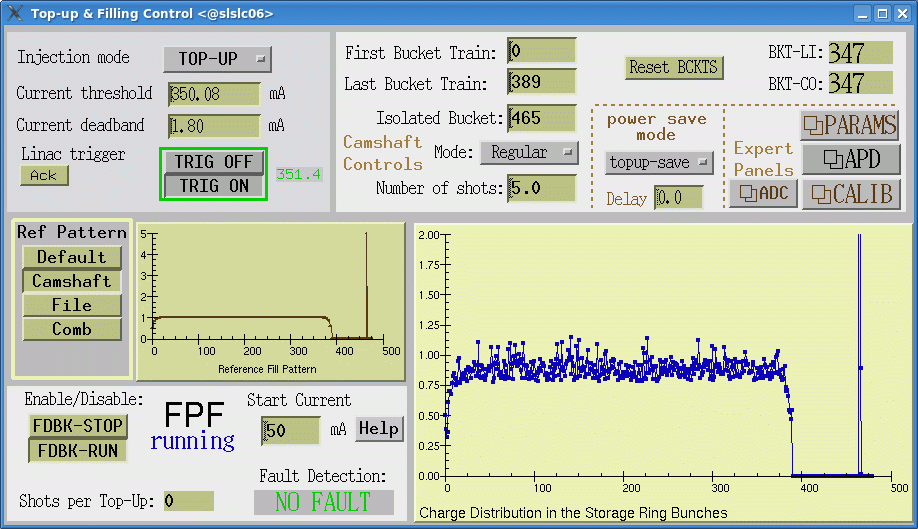 Top-up & Filling Control <@slslc06>
Injection mode TOP-UP
Current threshold 350.08 mA
Current deadband 1.80 mA
Linac trigger
Ack
TRIG OFF
TRIG ON
351.4
First Bucket Train: 0
Last Bucket Train: 389
Isolated Bucket: 465
Camshaft
Controls
Mode: Regular
Number of shots: 5.0
Reset BCKTS
BKT-LI: 347
BKT-CO: 347
power save
mode
topup-save
Delay 0.0
Expert
Panels
PARAMS
APD
ADC
CALIB
Ref Pattern
Default
Camshaft
File
Comb
5
4
3
2
1
0
0 100 200 300 400 500
Reference Fill Pattern
Enable/Disable:
FDBK-STOP
FDBK-RUN
FPF
running
Start Current
50 mA
Help
Shots per Top-Up: 0
Fault Detection:
NO FAULT
2.00
1.75
1.50
1.25
1.00
0.75
0.50
0.25
0.00
0 100 200 300 400 500
Charge Distribution in the Storage Ring Bunches